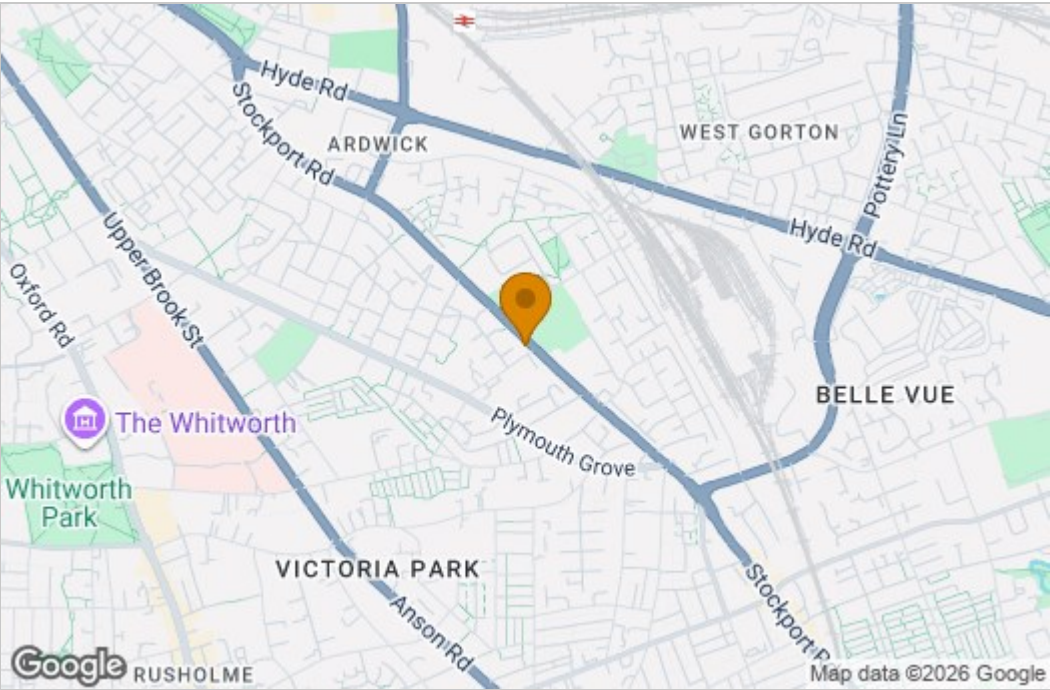 Hyde Rd
Stockport Rd
ARDWICK
WEST GORTON
Pottery Ln
Hyde Rd
Upper Brook St
Oxford Rd
BELLE VUE
The Whitworth
Plymouth Grove
Whitworth
Park
VICTORIA PARK
Stockport R
Anson Rd
Google
RUSHOLME
Map data ©2026 Google